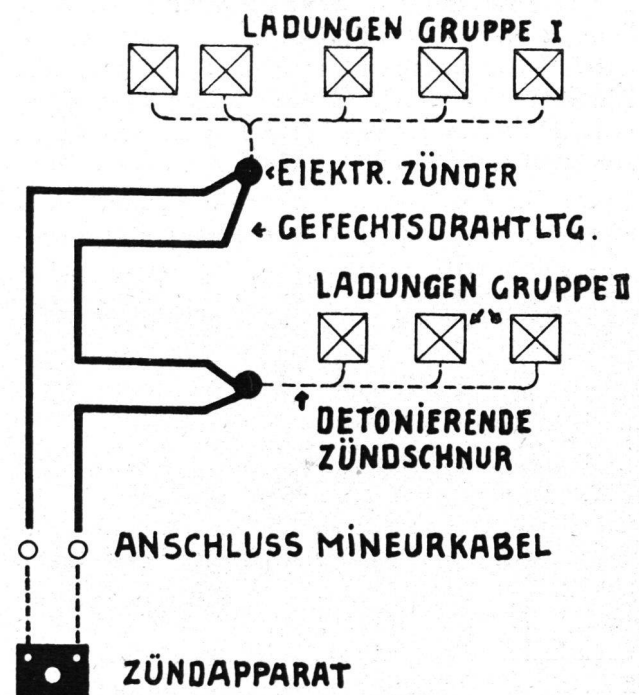 LADUNGEN GRUPPE I
EIEKTR. ZÜNDER
GEFECHTSDRAHTLTG.
LADUNGEN GRUPPE II
DETONIERENDE
ZÜNDSCHNUR
ANSCHLUSS MINEURKABEL
ZÜNDAPPARAT